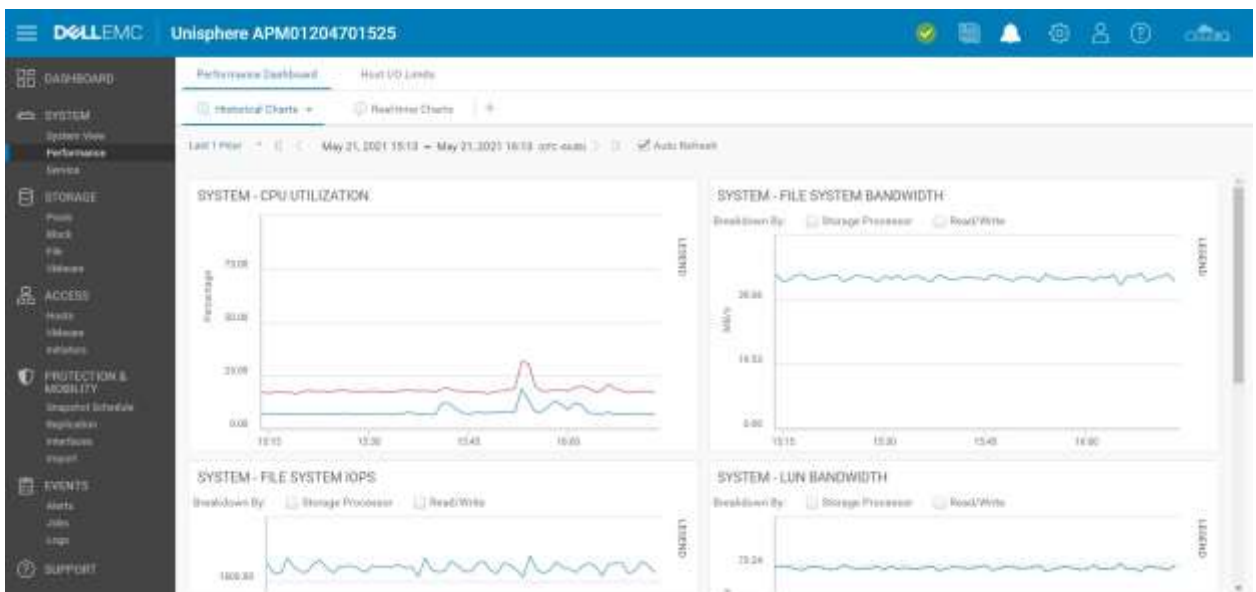 DELLEMC Unisphere APM01204701525
DASHBOARD
SYSTEM
System View
Performance
Service
STORAGE
Pools
Block
File
VMware
ACCESS
Hosts
VMware
Initiators
PROTECTION &
MOBILITY
Snapshot Schedule
Replication
Interfaces
Import
EVENTS
Alerts
Jobs
Logs
SUPPORT
Performance Dashboard Host I/O Limits
Historical Charts Real-time Charts +
Last 1 Hour May 21, 2021 15:13 – May 21, 2021 16:13 Auto Refresh
SYSTEM - CPU UTILIZATION
LEGEND
Percentage
75.00
50.00
25.00
0.00
15:15 15:30 15:45 16:00
SYSTEM - FILE SYSTEM BANDWIDTH
Breakdown By: Storage Processor Read/Write
LEGEND
MB/s
0.00
15:15 15:30 15:45 16:00
SYSTEM - FILE SYSTEM IOPS
Breakdown By: Storage Processor Read/Write
LEGEND
SYSTEM - LUN BANDWIDTH
Breakdown By: Storage Processor Read/Write
LEGEND